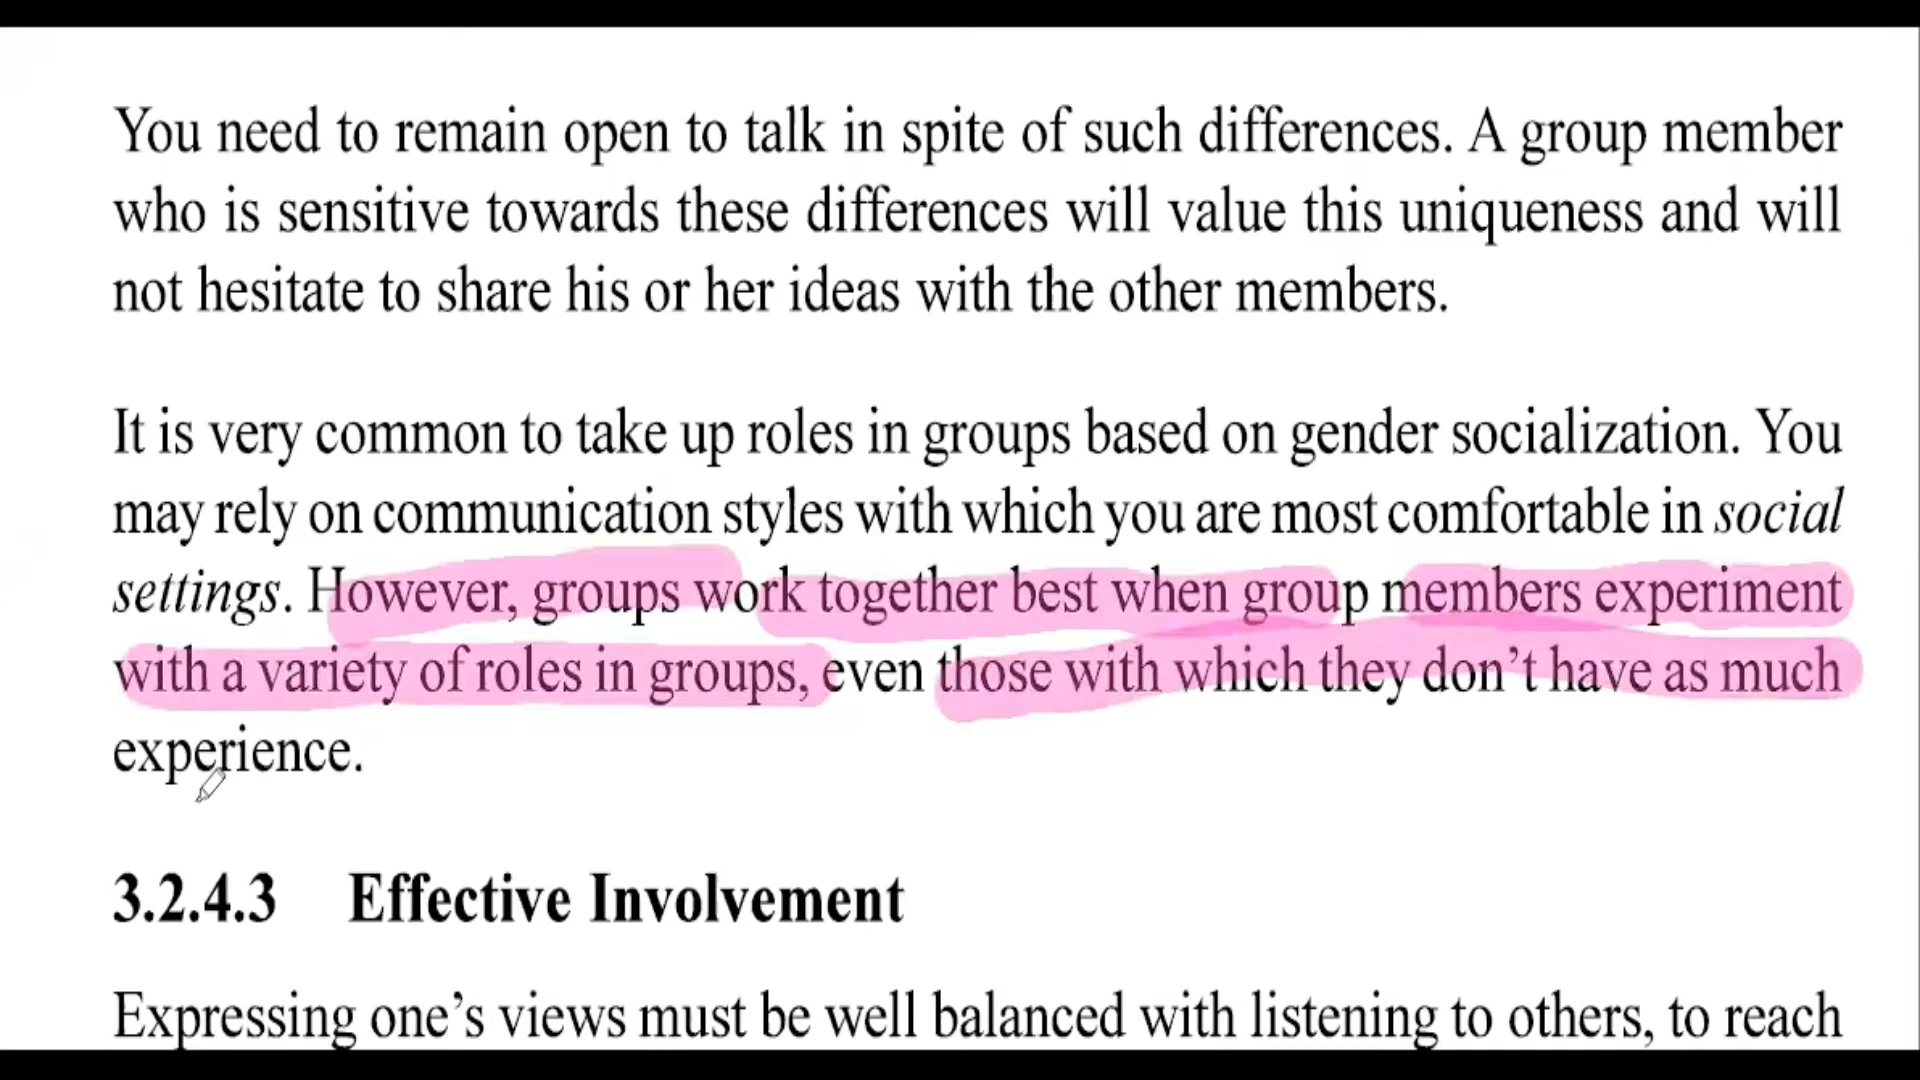 You need to remain open to talk in spite of such differences. A group member
who is sensitive towards these differences will value this uniqueness and will
not hesitate to share his or her ideas with the other members.
It is very common to take up roles in groups based on gender socialization. You
may rely on communication styles with which you are most comfortable in social
settings. However, groups work together best when group members experiment
with a variety of roles in groups, even those with which they don’t have as much
experience.
3.2.4.3 Effective Involvement
Expressing one’s views must be well balanced with listening to others, to reach